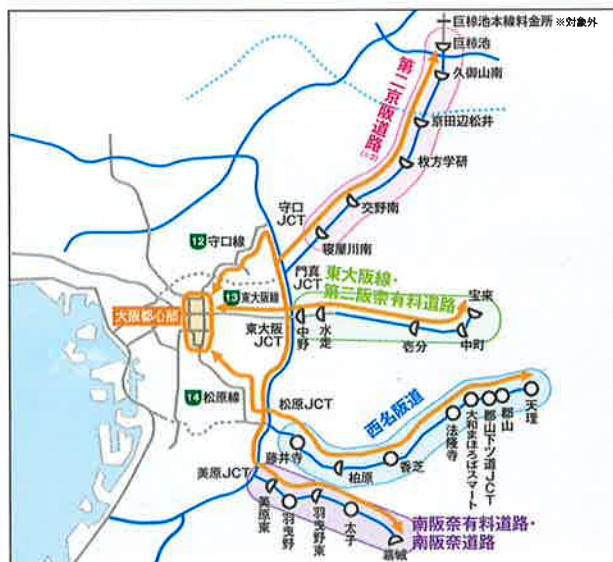 巨椋池本線料金所 ※対象外
巨椋池
久御山南
京田辺松井
枚方学研
第二京阪道路
交野南
寝屋川南
守口
JCT
12 守口線
門真
JCT
13 東大阪線
大阪都心部
東大阪
JCT
東大阪線・
第二阪奈有料道路
中野
水走
壱分
中町
宝来
14 松原線
松原JCT
西名阪道
藤井寺
柏原
香芝
法隆寺
大和まほろばスマート
郡山下ツ道JCT
郡山
天理
美原JCT
美原東
羽曳野
羽曳野東
太子
葛城
南阪奈有料道路・
南阪奈道路